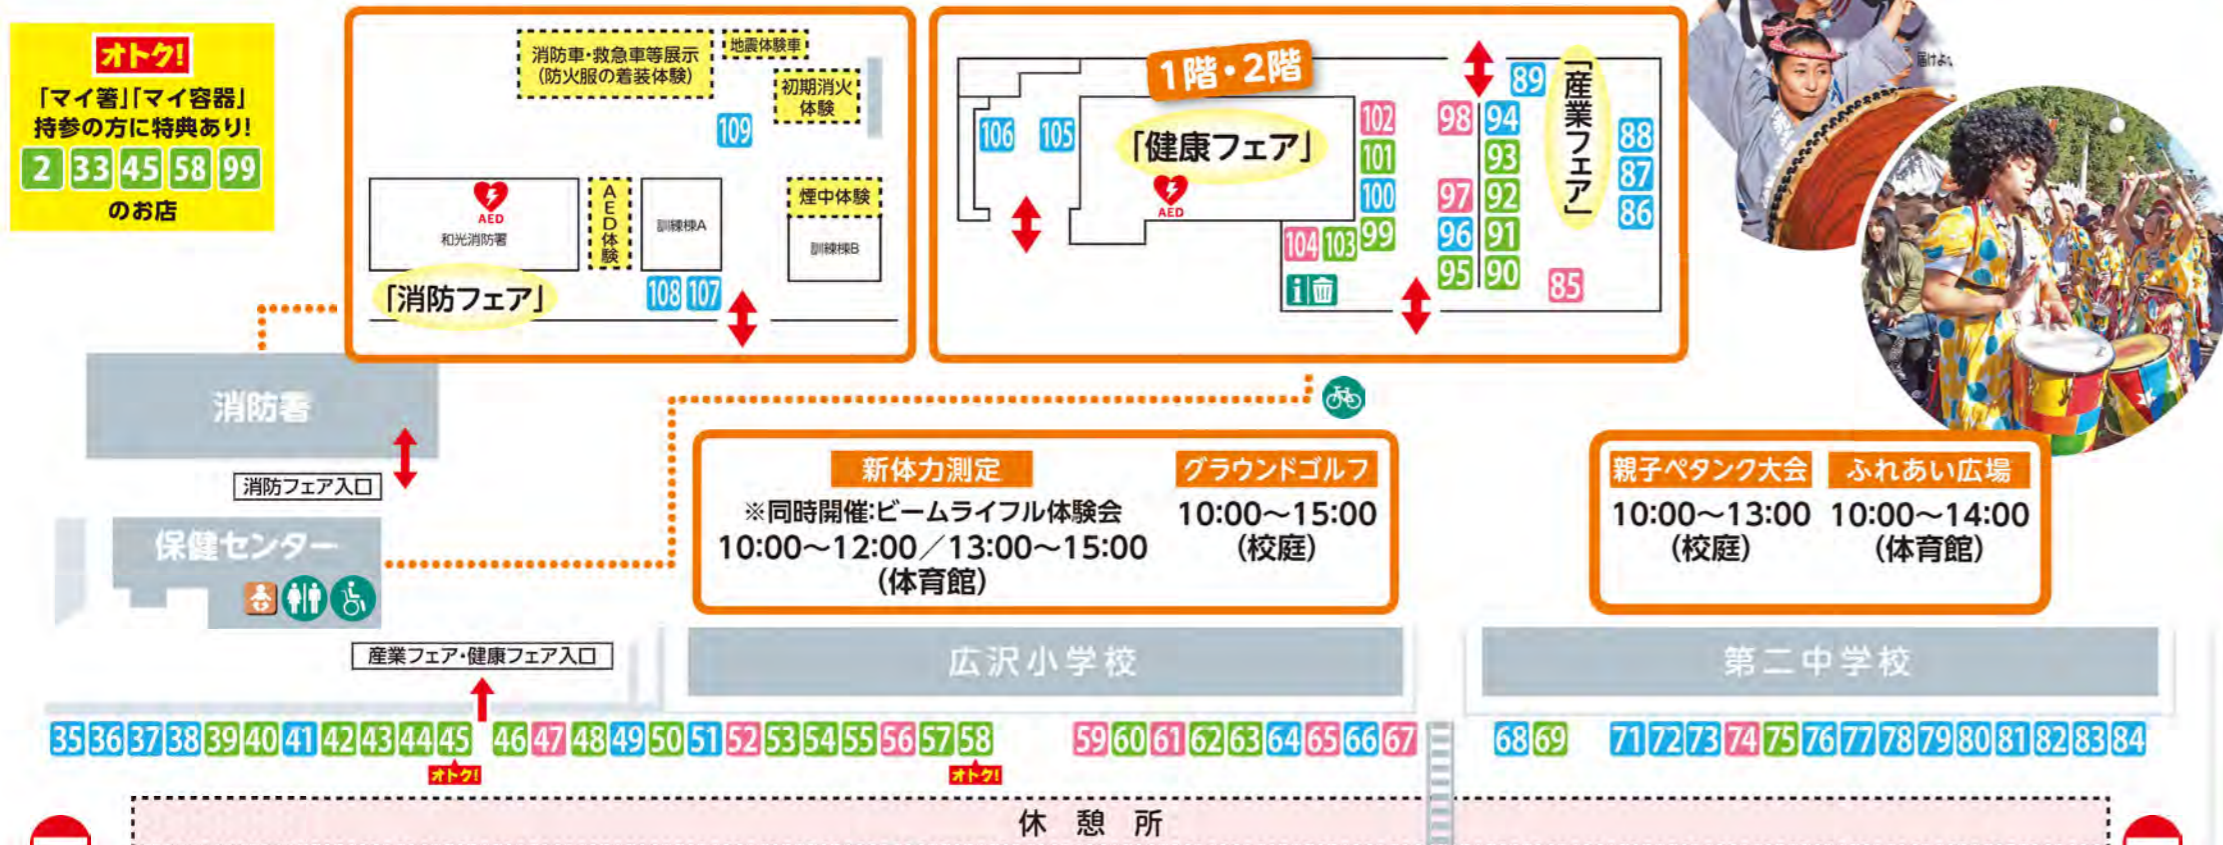 オトク!
「マイ箸」「マイ容器」
持参の方に特典あり!
2 33 45 58 99
のお店
消防車・救急車等展示
(防火服の着装体験)
地震体験車
初期消火
体験
109
AED
和光消防署
AED体験
訓練棟A
煙中体験
訓練棟B
「消防フェア」
108 107
1階・2階
106 105
「健康フェア」
AED
102
101
100
99
104 103
i
98
97
96
95
89
94
93
92
91
90
「産業フェア」
88
87
86
85
届けよ
消防署
消防フェア入口
保健センター
産業フェア・健康フェア入口
新体力測定
※同時開催:ビームライフル体験会
10:00～12:00／13:00～15:00
(体育館)
グラウンドゴルフ
10:00～15:00
(校庭)
親子ペタンク大会
10:00～13:00
(校庭)
ふれあい広場
10:00～14:00
(体育館)
広沢小学校
第二中学校
35 36 37 38 39 40 41 42 43 44 45 46 47 48 49 50 51 52 53 54 55 56 57 58 59 60 61 62 63 64 65 66 67 68 69 71 72 73 74 75 76 77 78 79 80 81 82 83 84
オトク!
オトク!
休憩所